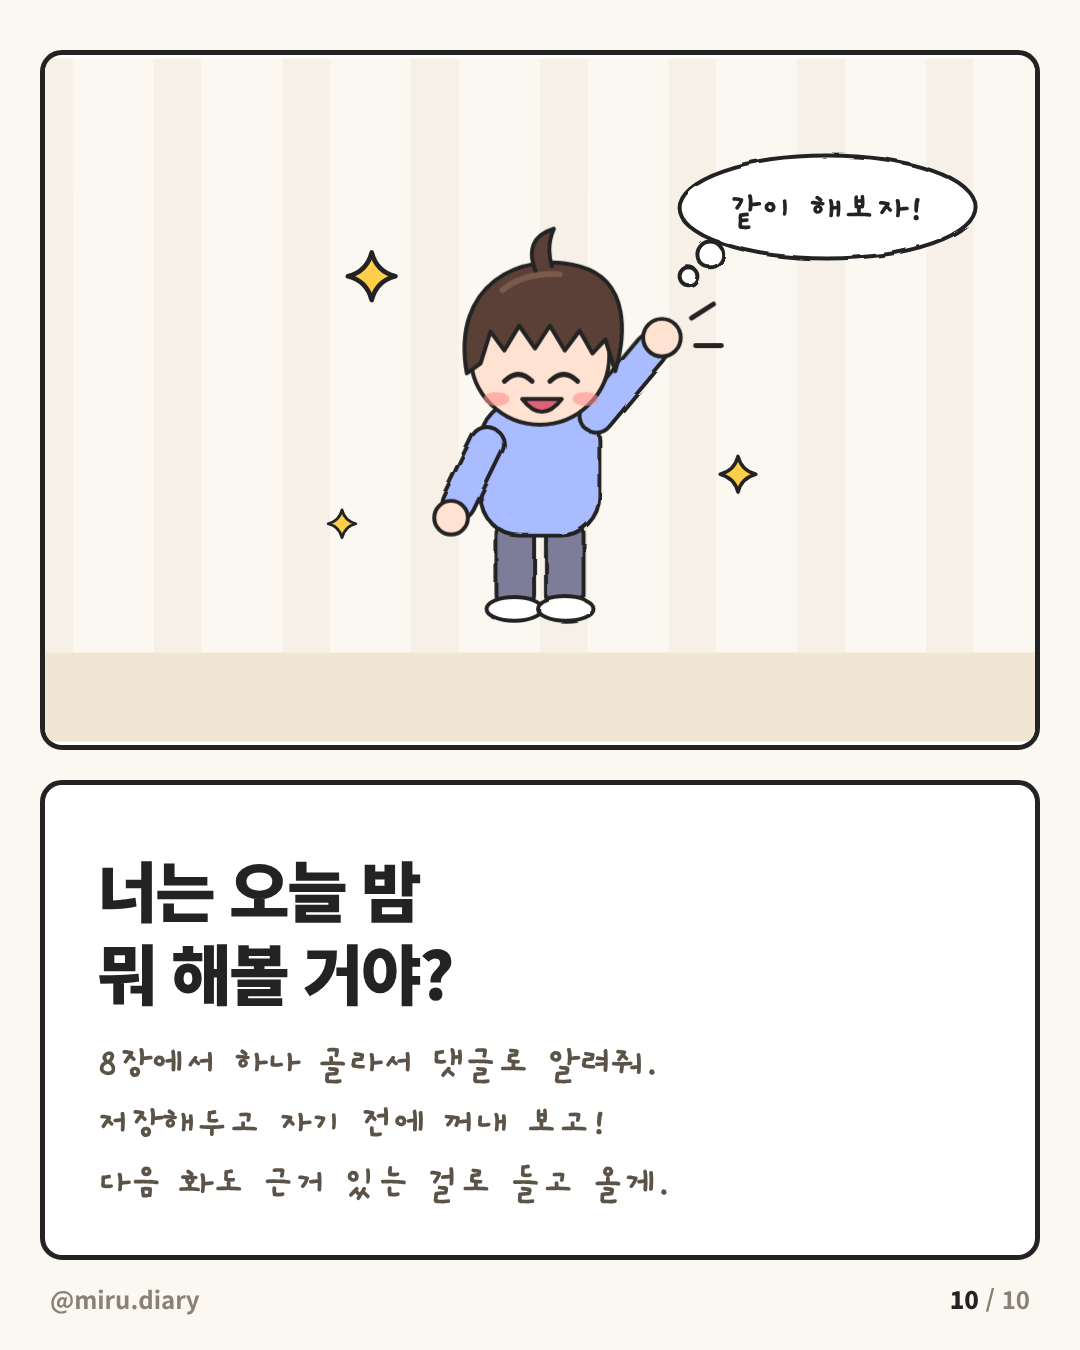 같이 해보자!
너는 오늘 밤
뭐 해볼 거야?
8장에서 하나 골라서 댓글로 알려줘.
저장해두고 자기 전에 꺼내 보고!
다음 화도 근거 있는 걸로 들고 올게.
@miru.diary
10 / 10